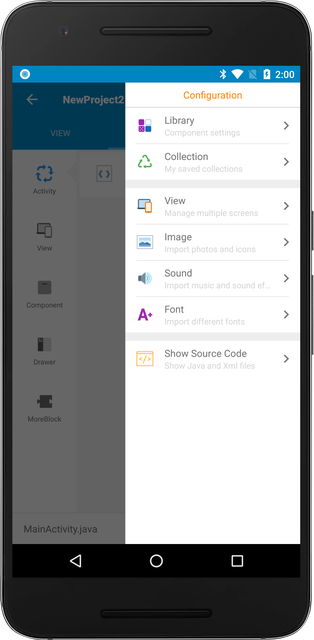 2:00
NewProject2
Configuration
VIEW
Library
Component settings
Collection
My saved collections
View
Manage multiple screens
Image
Import photos and icons
Sound
Import music and sound ef...
Font
Import different fonts
Show Source Code
Show Java and Xml files
Activity
View
Component
Drawer
MoreBlock
MainActivity.java